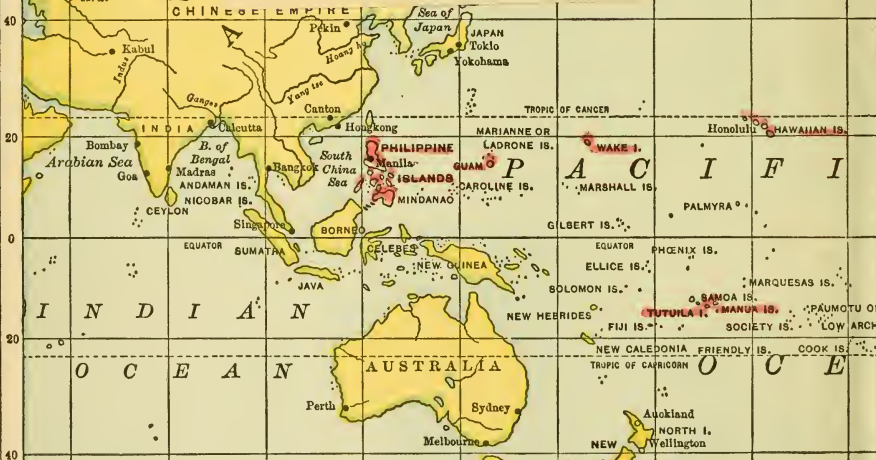 40
CHINESE EMPIRE
Sea of
Japan
A
Pekin
JAPAN
Tokio
Yokohama
Kabul
Indus
Hoang ho
Yang tse
Ganges
Canton
TROPIC OF CANCER
20
INDIA
Calcutta
Hongkong
Honolulu
HAWAIIAN IS.
MARIANNE OR
LADRONE IS.
WAKE I.
Bombay
Arabian Sea
B. of
Bengal
South
China
Sea
PHILIPPINE
Manila
ISLANDS
GUAM
PACIFI
Goa
Madras
Bangkok
ANDAMAN IS.
NICOBAR IS.
MINDANAO
CAROLINE IS.
MARSHALL IS.
CEYLON
PALMYRA
Singapore
BORNEO
GILBERT IS.
0
EQUATOR
SUMATRA
CELEBES
EQUATOR
PHŒNIX IS.
NEW GUINEA
ELLICE IS.
JAVA
SOLOMON IS.
MARQUESAS IS.
SAMOA IS.
INDIAN
NEW HEBRIDES
TUTUILA I.
MANUA IS.
PAUMOTU O
FIJI IS.
SOCIETY IS.
LOW ARCH
20
NEW CALEDONIA
FRIENDLY IS.
COOK IS.
OCEAN
AUSTRALIA
TROPIC OF CAPRICORN
OCE
Perth
Sydney
Auckland
NORTH I.
Melbourne
NEW
Wellington
40